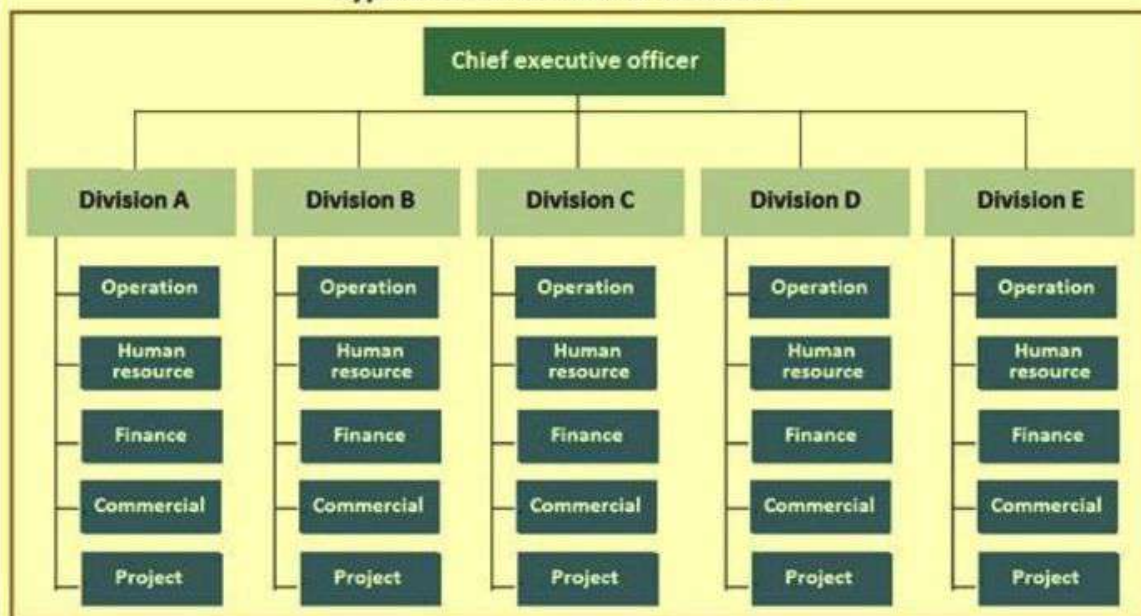 Chief executive officer
Division A
Division B
Division C
Division D
Division E
Operation
Operation
Operation
Operation
Operation
Human
resource
Human
resource
Human
resource
Human
resource
Human
resource
Finance
Finance
Finance
Finance
Finance
Commercial
Commercial
Commercial
Commercial
Commercial
Project
Project
Project
Project
Project